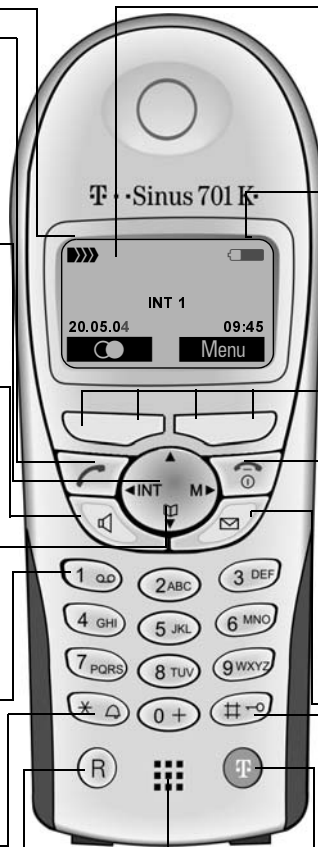 T··Sinus 701 K·
INT 1
20.05.04 09:45
Menu
INT M
1 2ABC 3 DEF
4 GHI 5 JKL 6 MNO
7PQRS 8 TUV 9WXYZ
* 0 + #
R T